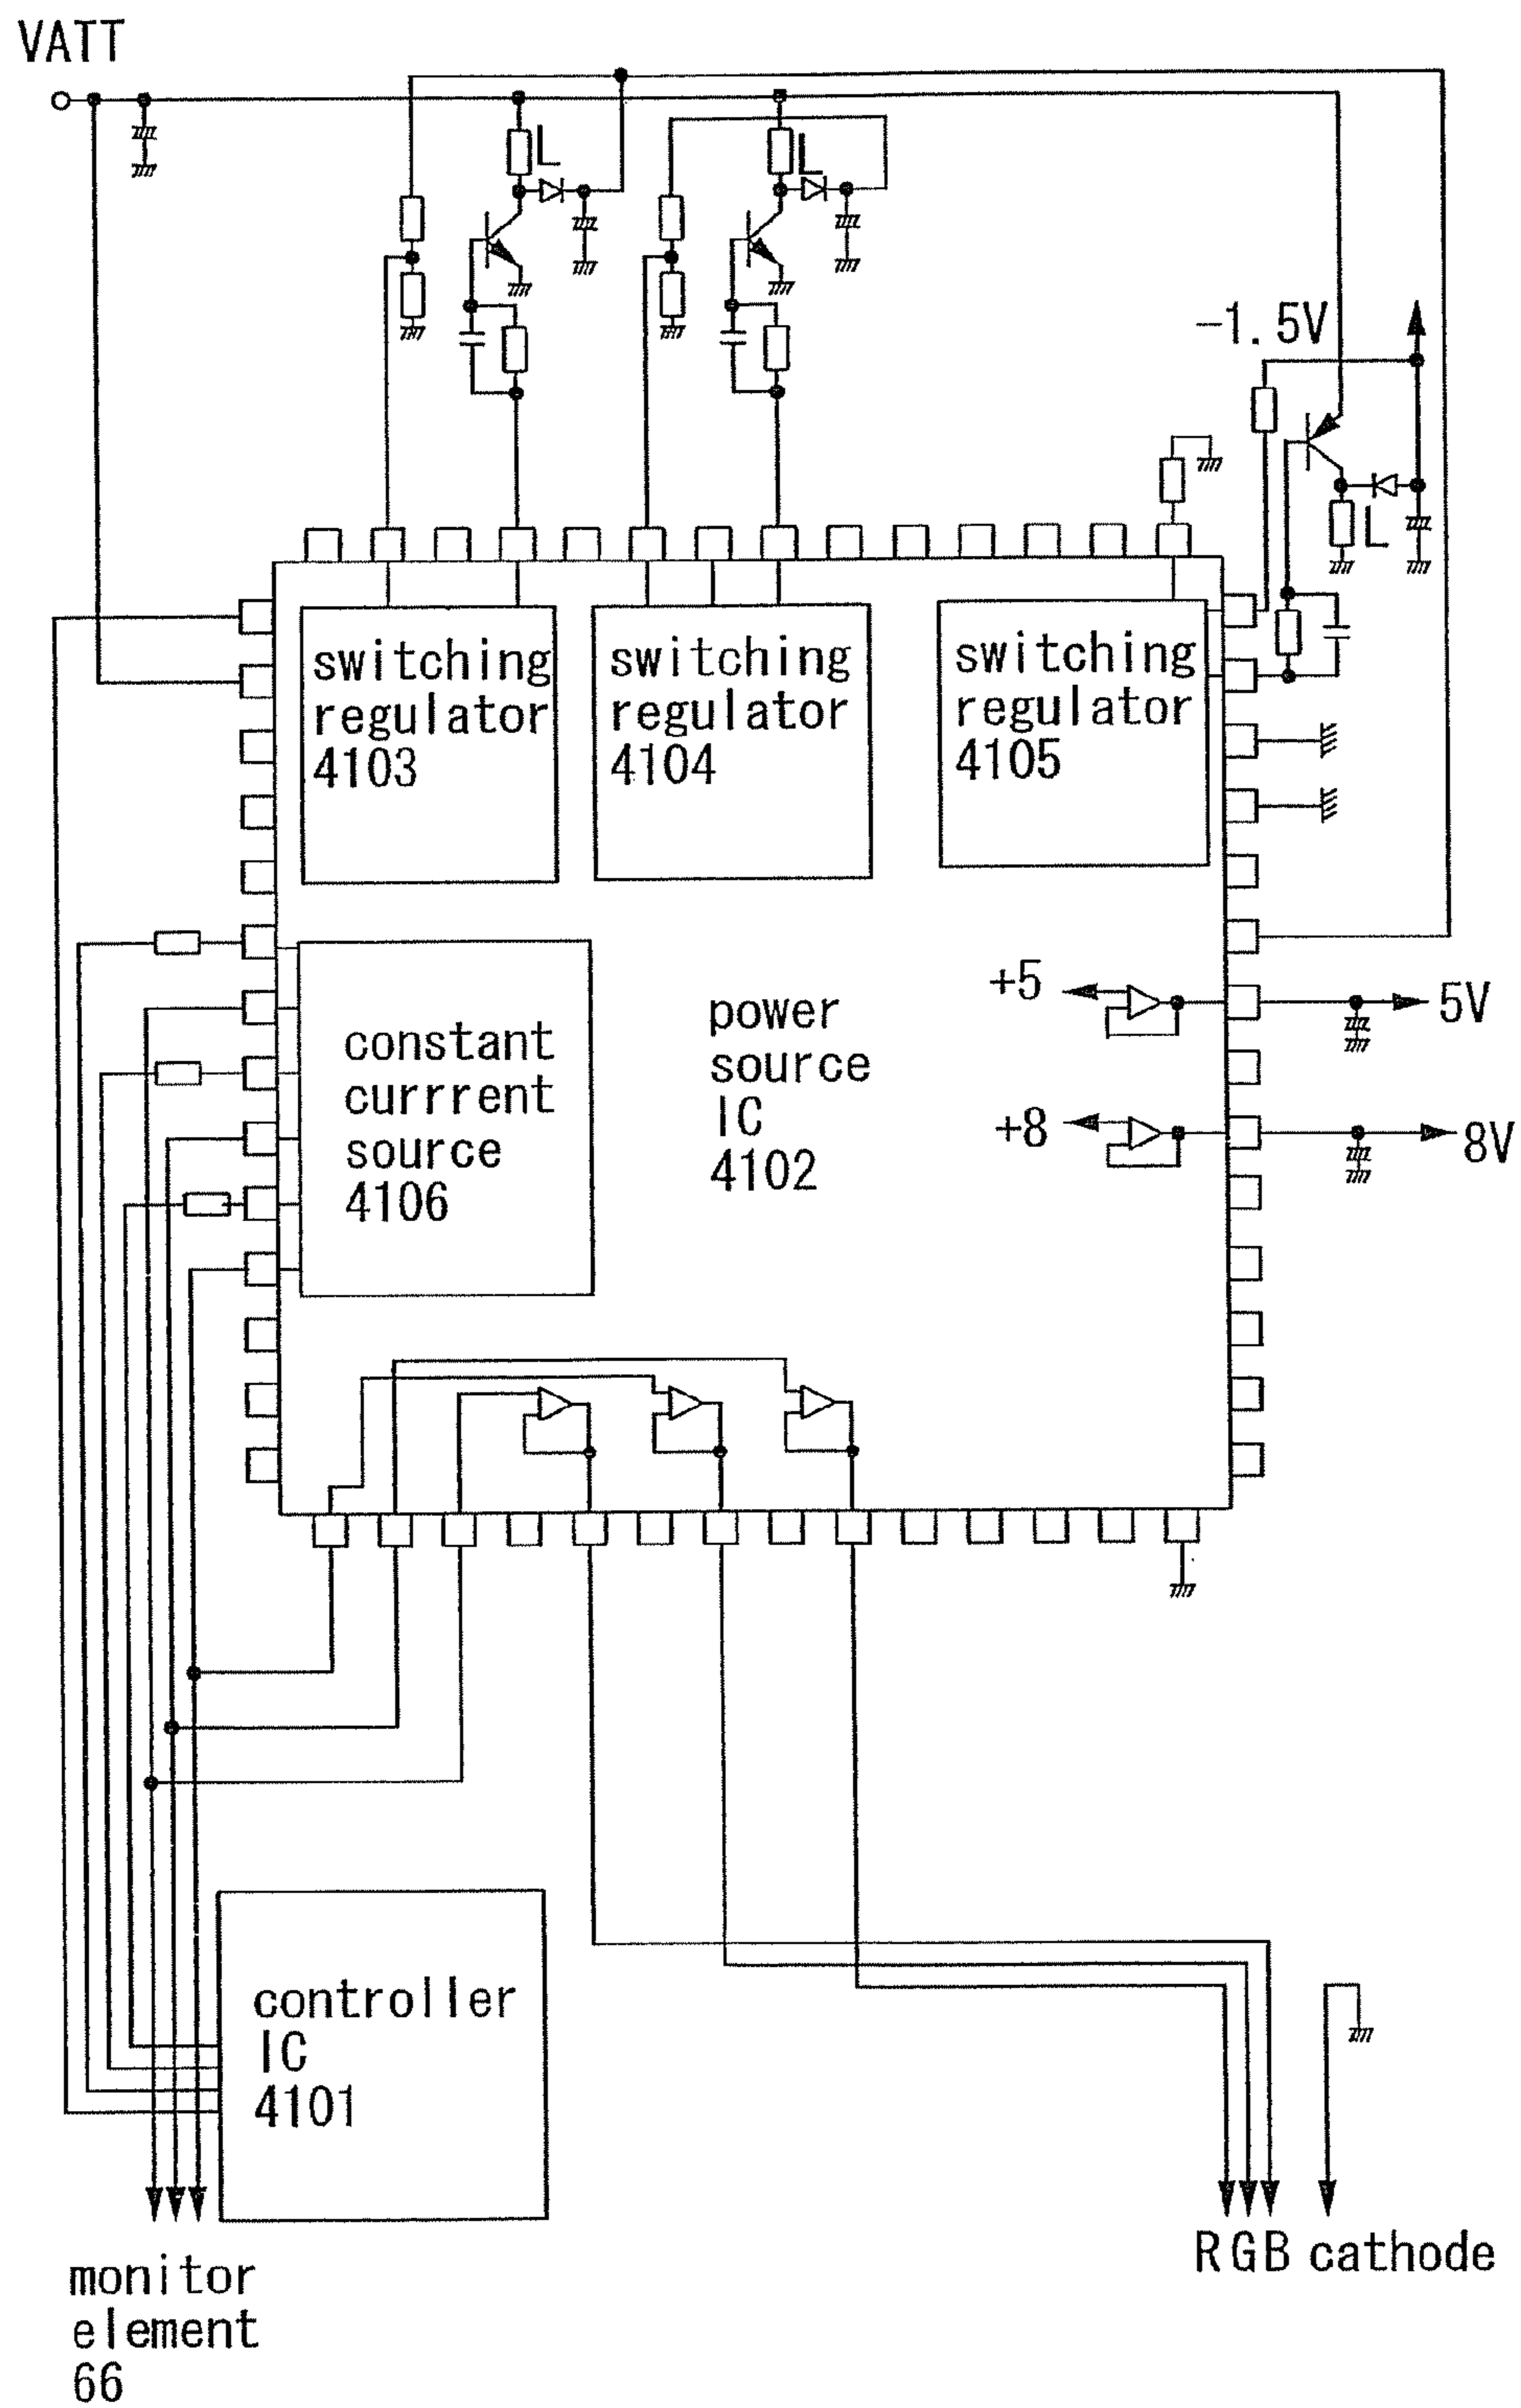 VATT
L
L
-1.5V
L
switching
regulator
4103
switching
regulator
4104
switching
regulator
4105
constant
currrent
source
4106
power
source
IC
4102
+5
5V
+8
8V
controller
IC
4101
monitor
element
66
RGB cathode